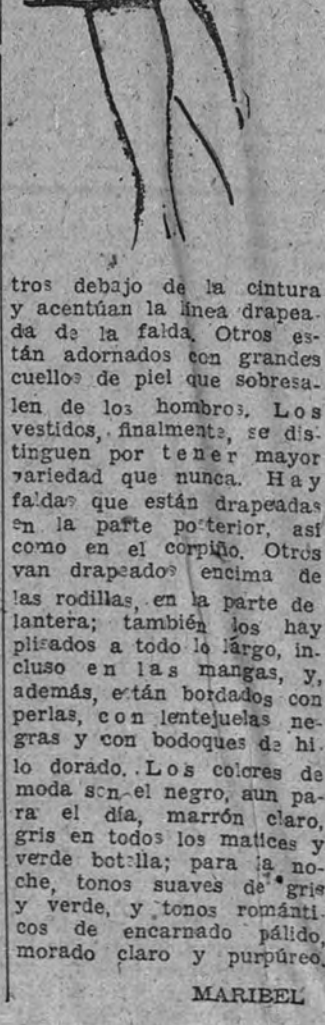 tros debajo de la cintura
y acentúan la línea drapea-
da de la falda. Otros es-
tán adornados con grandes
cuellos de piel que sobresa-
len de los hombros. Los
vestidos, finalmente, se dis-
tinguen por tener mayor
variedad que nunca. Hay
faldas que están drapeadas
en la parte posterior, así
como en el corpiño. Otros
van drapeados encima de
las rodillas, en la parte de
lantera; también los hay
plisados a todo lo largo, in-
cluso en las mangas, y,
además, están bordados con
perlas, con lentejuelas ne-
gras y con bodoques de hi-
lo dorado. Los colores de
moda son el negro, aun pa-
ra el día, marrón claro,
gris en todos los matices y
verde botella; para la no-
che, tonos suaves de gris
y verde, y tonos románti-
cos de encarnado pálido,
morado claro y purpúreo.
MARIBEL